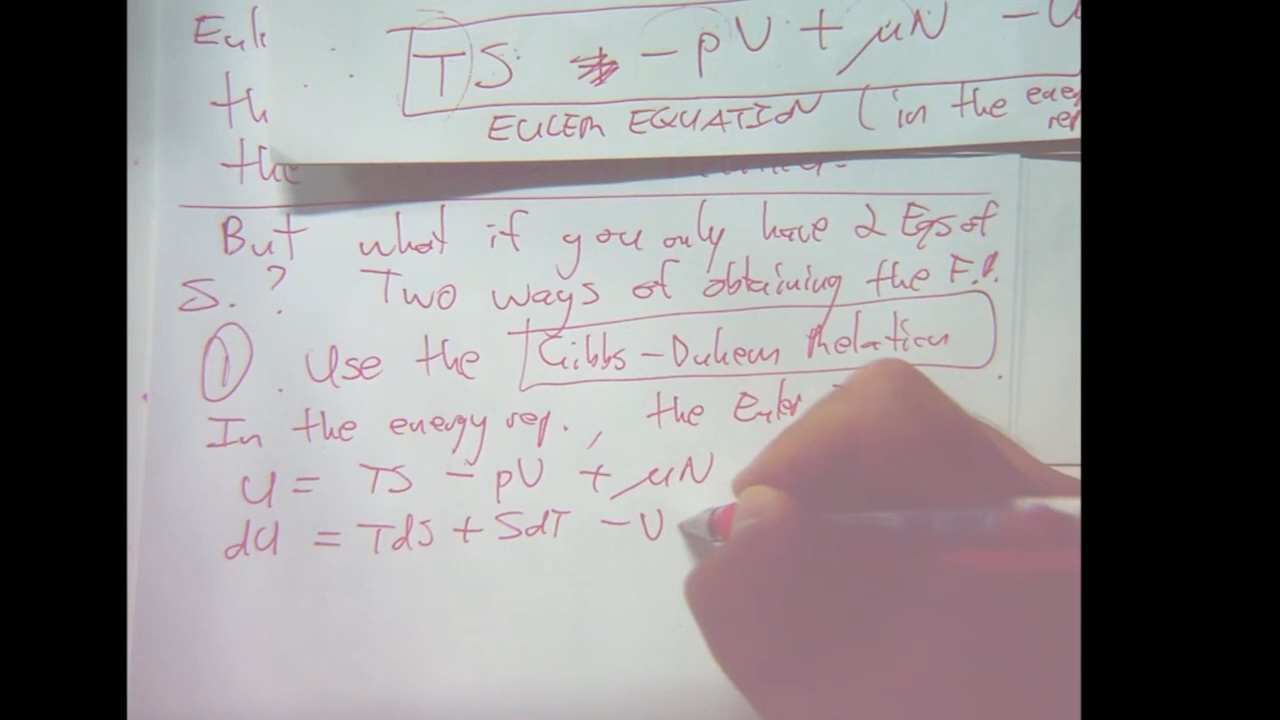 TS - pV + μN - U
EULER EQUATION (in the
the
the
But what if you only have 2 Eqs of
S.? Two ways of obtaining the F.R.
① . Use the Gibbs-Duhem Relation
In the energy rep., the Euler
U = TS - pV + μN
dU = TdS + SdT - V